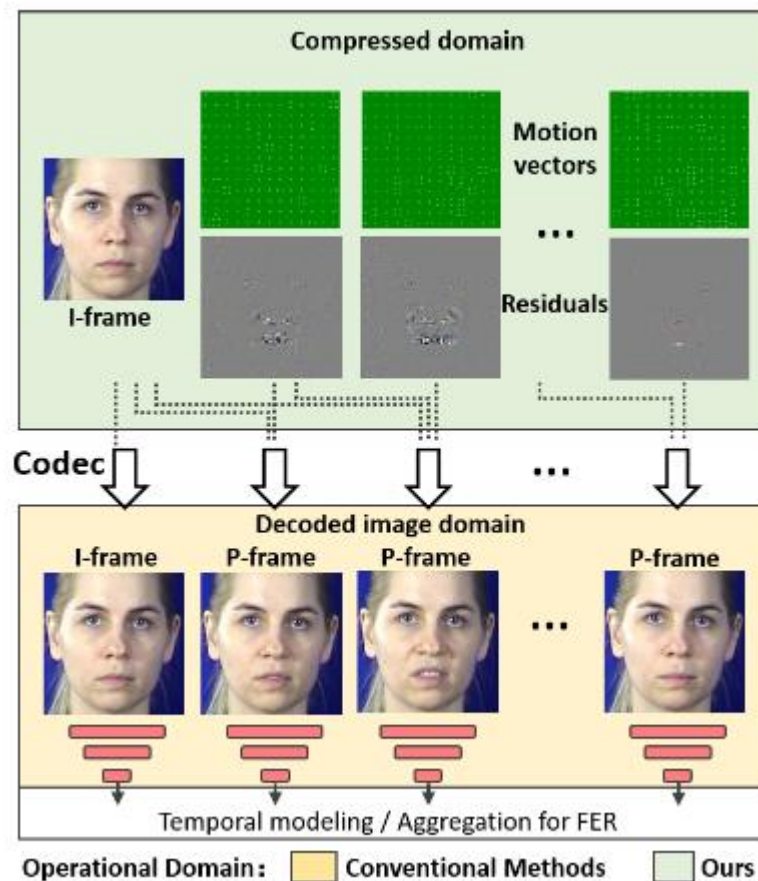 Compressed domain
Motion
vectors
...
I-frame
Residuals
Codec
...
Decoded image domain
I-frame P-frame P-frame P-frame
...
Temporal modeling / Aggregation for FER
Operational Domain: Conventional Methods Ours